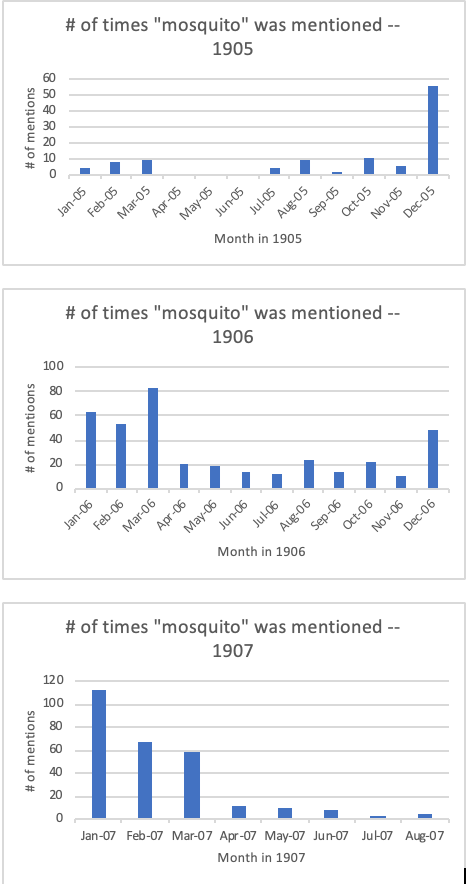 # of times "mosquito" was mentioned --
1905
# of mentions
60
50
40
30
20
10
0
Jan-05 Feb-05 Mar-05 Apr-05 May-05 Jun-05 Jul-05 Aug-05 Sep-05 Oct-05 Nov-05 Dec-05
Month in 1905
# of times "mosquito" was mentioned --
1906
# of mentioons
100
80
60
40
20
0
Jan-06 Feb-06 Mar-06 Apr-06 May-06 Jun-06 Jul-06 Aug-06 Sep-06 Oct-06 Nov-06 Dec-06
Month in 1906
# of times "mosquito" was mentioned --
1907
# of mentions
120
100
80
60
40
20
0
Jan-07 Feb-07 Mar-07 Apr-07 May-07 Jun-07 Jul-07 Aug-07
Month in 1907